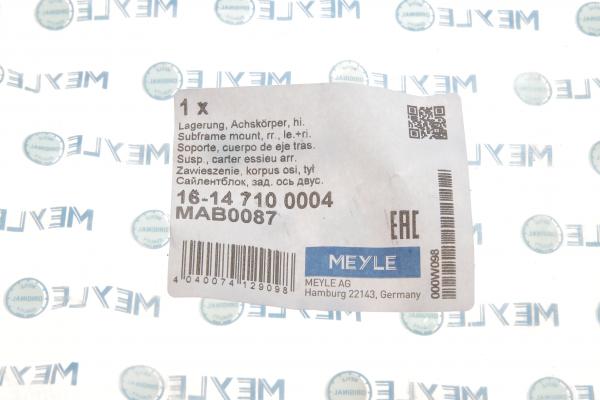 1 x
Lagerung, Achskörper, hi.
Subframe mount, rr., le.+ri.
Soporte, cuerpo de eje tras.
Susp., carter essieu arr.
Zawieszenie, korpus osi, tył
Сайлентблок, зад. ось двус.
16-14 710 0004
MAB0087
EAC
4 040074 129098
MEYLE
MEYLE AG
Hamburg 22143, Germany
000W098